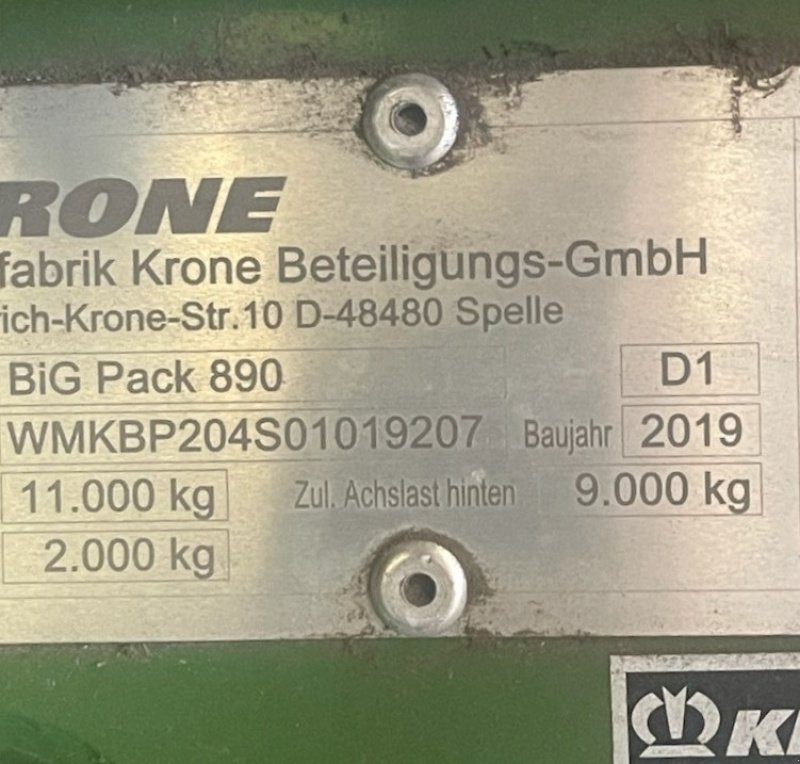 RONE
fabrik Krone Beteiligungs-GmbH
ich-Krone-Str.10 D-48480 Spelle
BiG Pack 890 D1
WMKBP204S01019207 Baujahr 2019
11.000 kg Zul. Achslast hinten 9.000 kg
2.000 kg
K